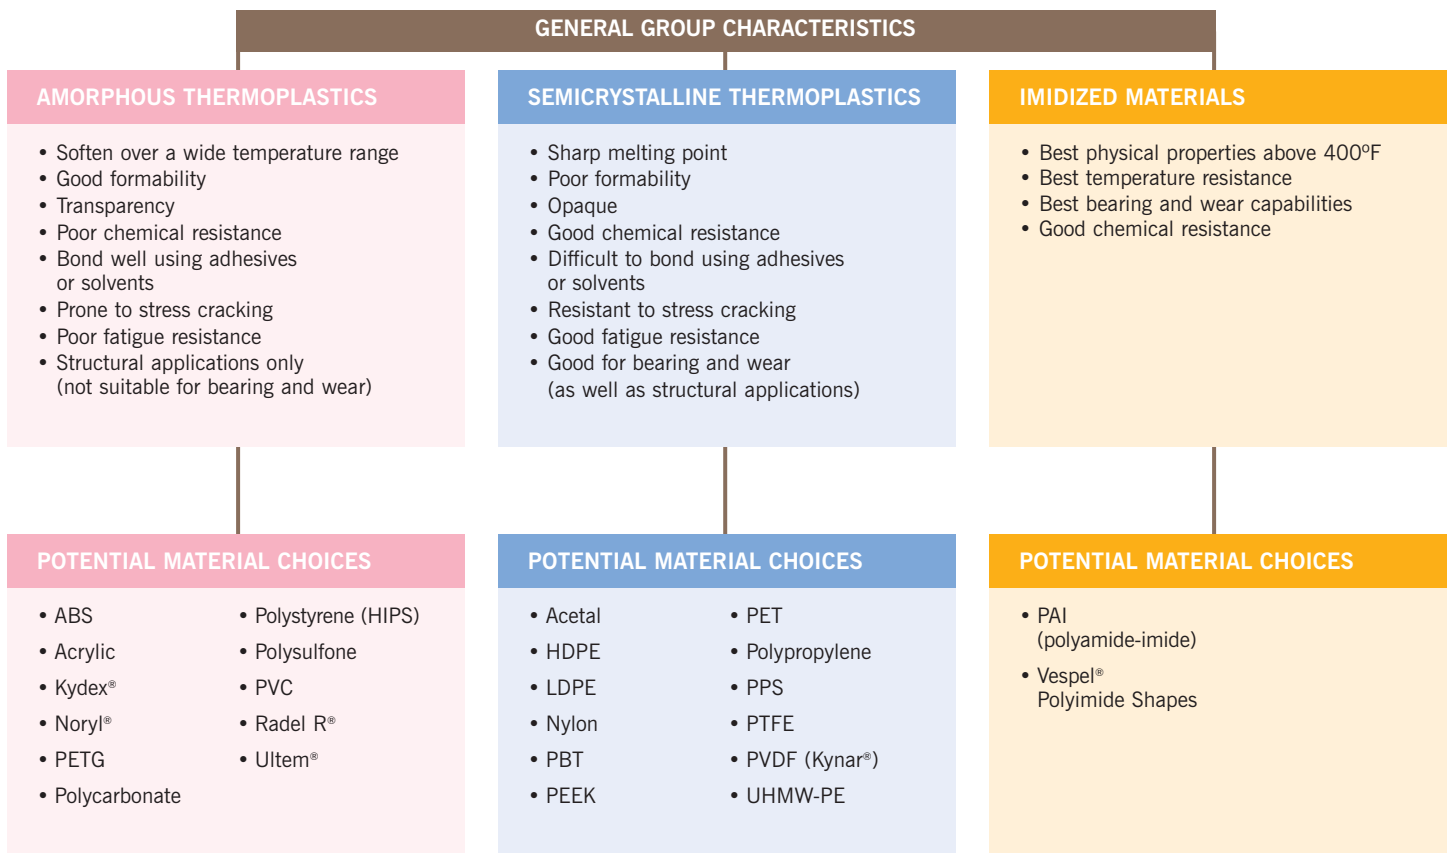 GENERAL GROUP CHARACTERISTICS
AMORPHOUS THERMOPLASTICS
• Soften over a wide temperature range
• Good formability
• Transparency
• Poor chemical resistance
• Bond well using adhesives
or solvents
• Prone to stress cracking
• Poor fatigue resistance
• Structural applications only
(not suitable for bearing and wear)
SEMICRYSTALLINE THERMOPLASTICS
• Sharp melting point
• Poor formability
• Opaque
• Good chemical resistance
• Difficult to bond using adhesives
or solvents
• Resistant to stress cracking
• Good fatigue resistance
• Good for bearing and wear
(as well as structural applications)
IMIDIZED MATERIALS
• Best physical properties above 400ºF
• Best temperature resistance
• Best bearing and wear capabilities
• Good chemical resistance
POTENTIAL MATERIAL CHOICES
• ABS
• Acrylic
• Kydex®
• Noryl®
• PETG
• Polycarbonate
• Polystyrene (HIPS)
• Polysulfone
• PVC
• Radel R®
• Ultem®
POTENTIAL MATERIAL CHOICES
• Acetal
• HDPE
• LDPE
• Nylon
• PBT
• PEEK
• PET
• Polypropylene
• PPS
• PTFE
• PVDF (Kynar®)
• UHMW-PE
POTENTIAL MATERIAL CHOICES
• PAI
(polyamide-imide)
• Vespel®
Polyimide Shapes